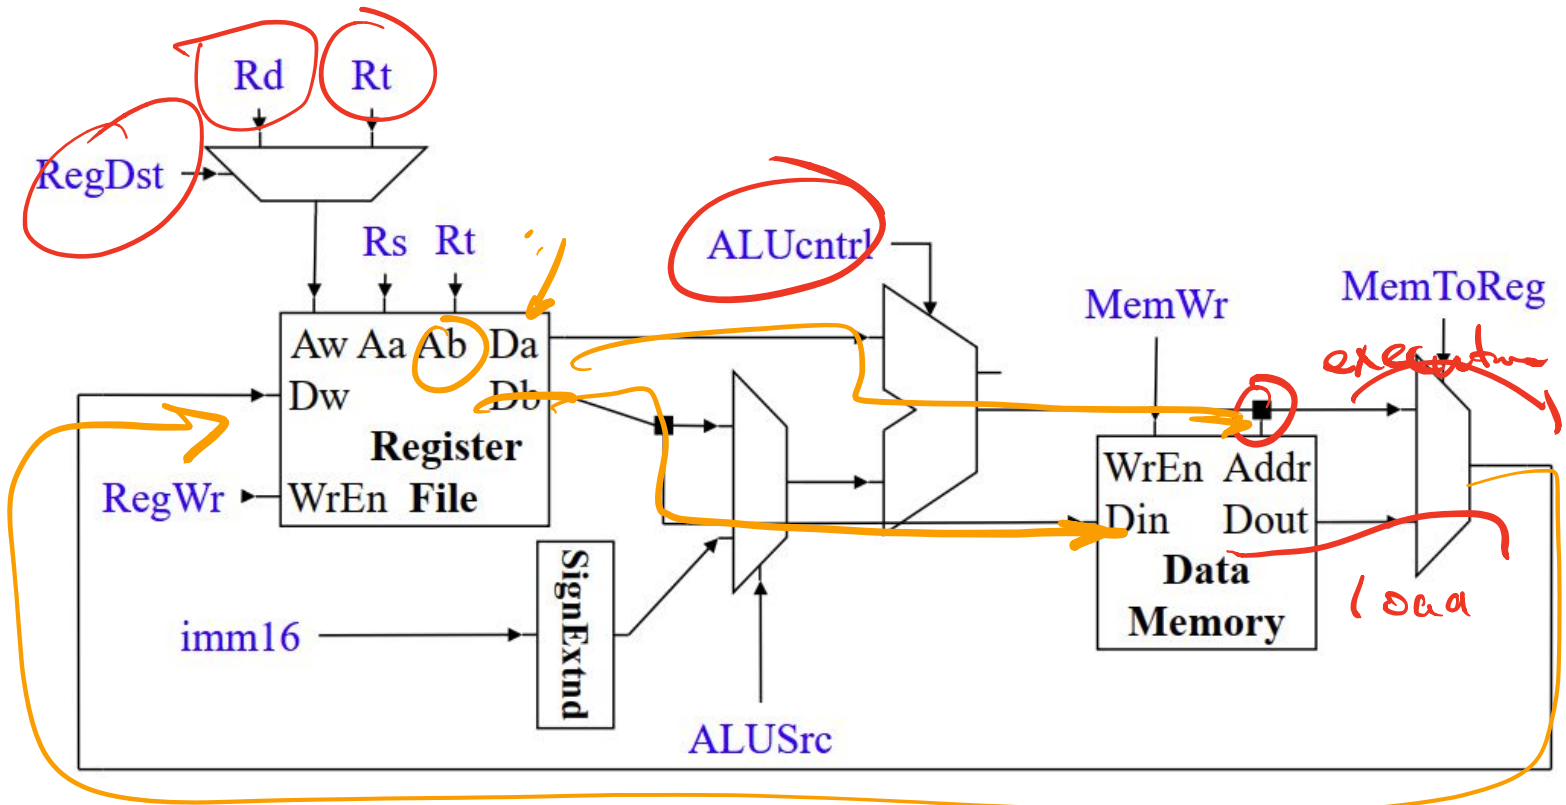 Rd Rt
RegDst
Rs Rt
ALUcntrl
MemWr
MemToReg
Aw Aa Ab Da
Dw Db
Register
File
RegWr
WrEn
WrEn Addr
Din Dout
Data
Memory
load
SignExtnd
imm16
ALUSrc